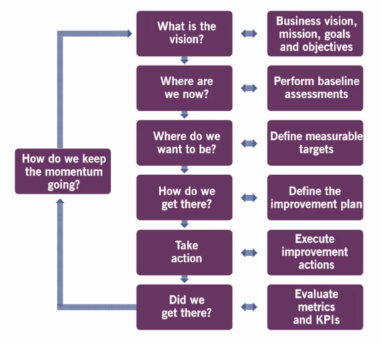 What is the
vision?
Business vision,
mission, goals
and objectives
Where are
we now?
Perform baseline
assessments
Where do we
want to be?
Define measurable
targets
How do we keep
the momentum
going?
How do we
get there?
Define the
improvement plan
Take
action
Execute
improvement
actions
Did we
get there?
Evaluate
metrics
and KPIs